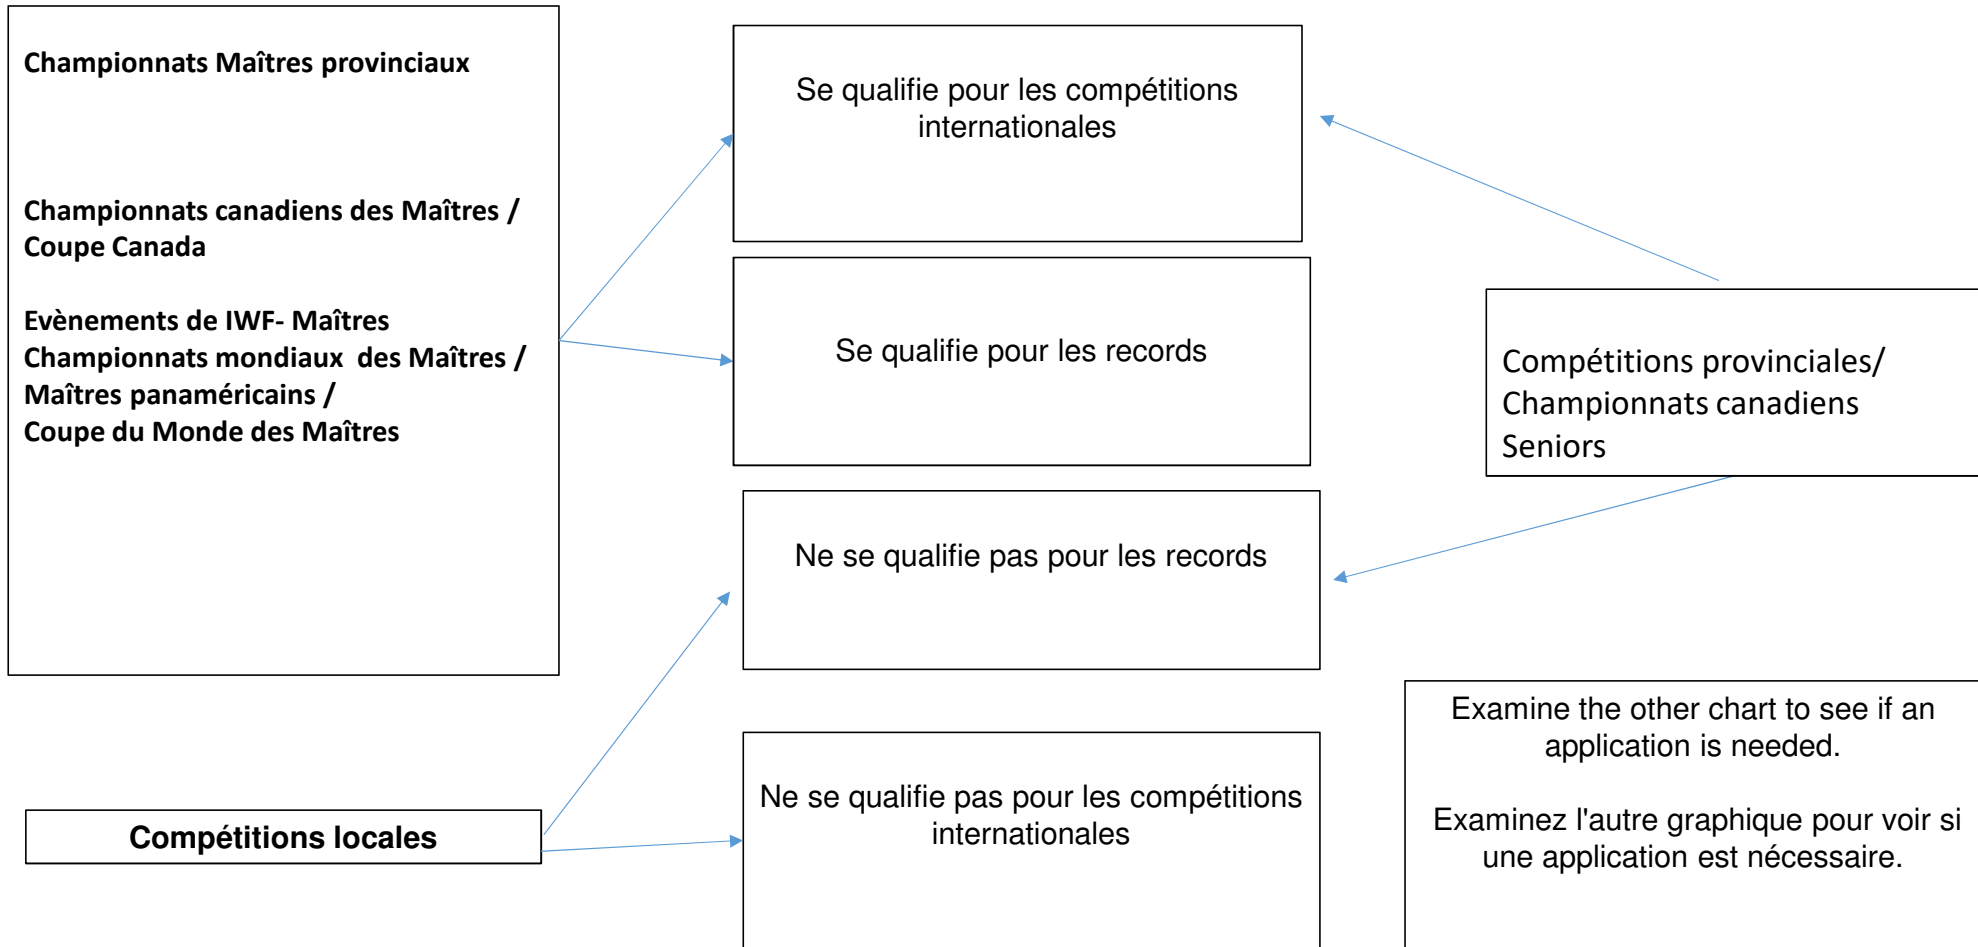 Championnats Maîtres provinciaux
Championnats canadiens des Maîtres /
Coupe Canada
Evènements de IWF- Maîtres
Championnats mondiaux  des Maîtres /
Maîtres panaméricains /
Coupe du Monde des Maîtres
Compétitions locales
Se qualifie pour les compétitions
internationales
Se qualifie pour les records
Ne se qualifie pas pour les records
Ne se qualifie pas pour les compétitions
internationales
Compétitions provinciales/
Championnats canadiens
Seniors
Examine the other chart to see if an
application is needed.
Examinez l'autre graphique pour voir si
une application est nécessaire.